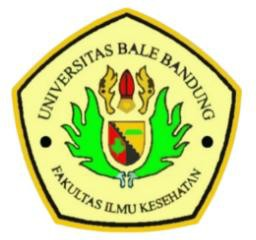 UNIVERSITAS BALE BANDUNG
FAKULTAS ILMU KESEHATAN